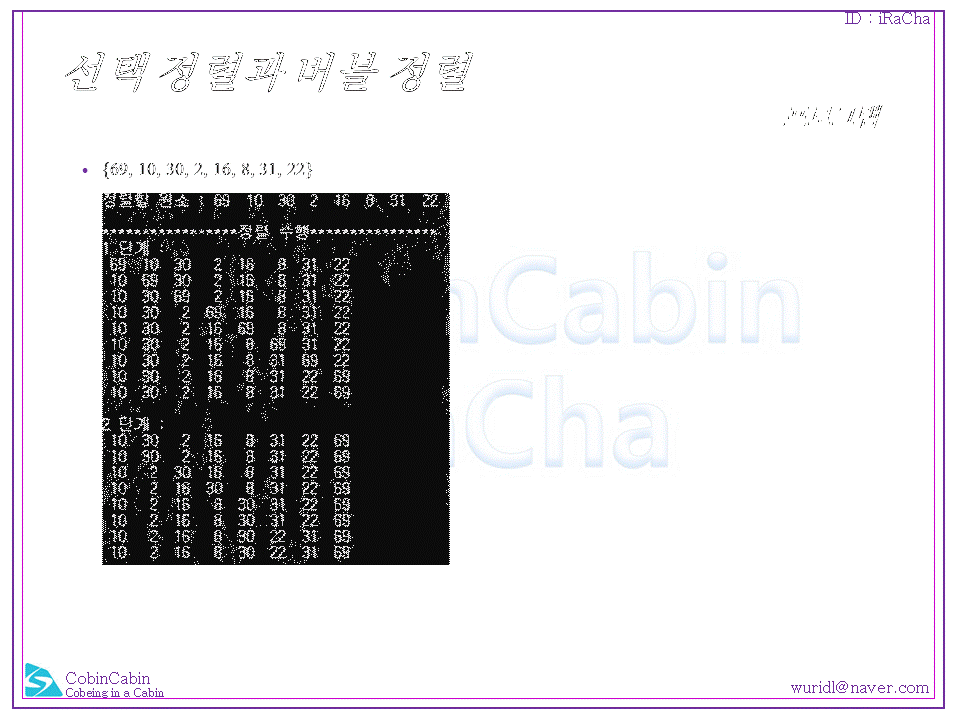 ID : iRaCha
선택 정렬과 버블 정렬
프로그램
• {69, 10, 30, 2, 16, 8, 31, 22}
정렬할 원소 : 69 10 30 2 16 8 31 22
*****************정렬 수행****************
1 단계 :
69 10 30 2 16 8 31 22
10 69 30 2 16 8 31 22
10 30 69 2 16 8 31 22
10 30 2 69 16 8 31 22
10 30 2 16 69 8 31 22
10 30 2 16 8 69 31 22
10 30 2 16 8 31 69 22
10 30 2 16 8 31 22 69
10 30 2 16 8 31 22 69
2 단계 :
10 30 2 16 8 31 22 69
10 30 2 16 8 31 22 69
10 2 30 16 8 31 22 69
10 2 16 30 8 31 22 69
10 2 16 8 30 31 22 69
10 2 16 8 30 31 22 69
10 2 16 8 30 22 31 69
10 2 16 8 30 22 31 69
nCabin
Cha
CobinCabin
Cobeing in a Cabin
wuridl@naver.com